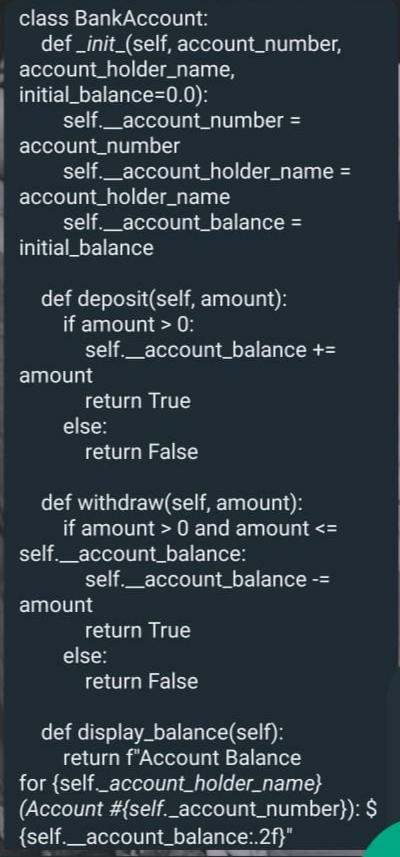 class BankAccount:
    def _init_(self, account_number,
account_holder_name,
initial_balance=0.0):
        self.__account_number =
account_number
        self.__account_holder_name =
account_holder_name
        self.__account_balance =
initial_balance

    def deposit(self, amount):
        if amount > 0:
            self.__account_balance +=
amount
            return True
        else:
            return False

    def withdraw(self, amount):
        if amount > 0 and amount <=
self.__account_balance:
            self.__account_balance -=
amount
            return True
        else:
            return False

    def display_balance(self):
        return f"Account Balance
for {self._account_holder_name}
(Account #{self._account_number}): $
{self.__account_balance:.2f}"